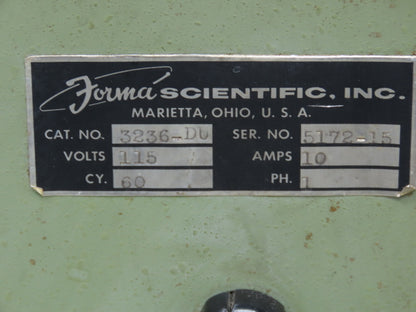 Forma SCIENTIFIC, INC.
MARIETTA, OHIO, U. S. A.
CAT. NO. 3236-DU SER. NO. 5172-15
VOLTS 115 AMPS 10
CY. 60 PH. 1